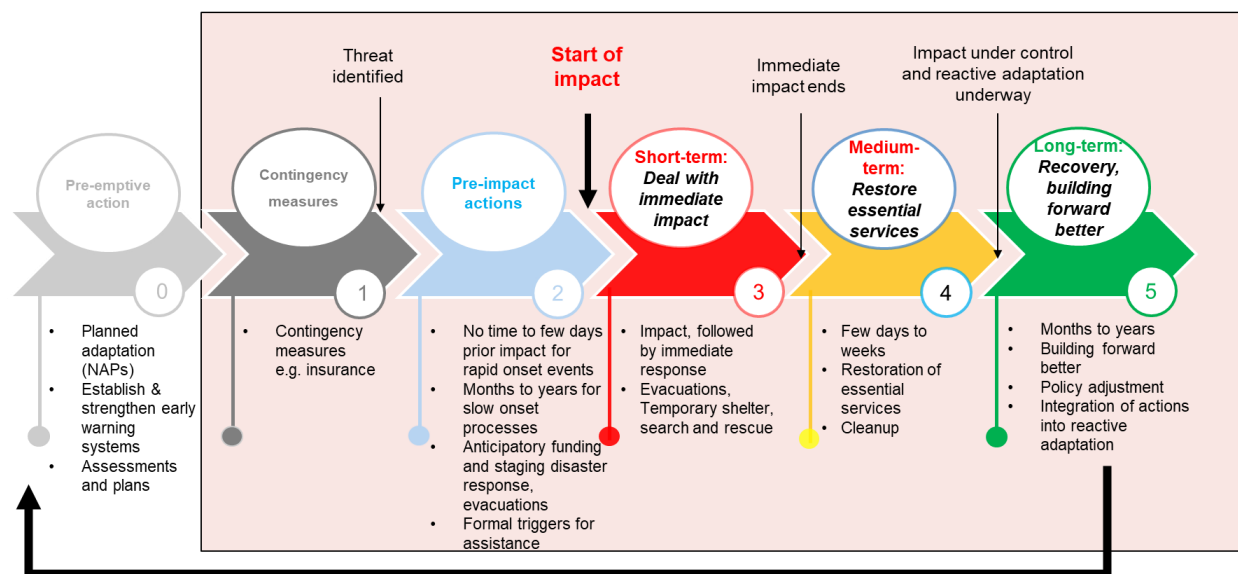 Threat
identified
Start of
impact
Immediate
impact ends
Impact under control
and reactive adaptation
underway
Pre-emptive
action
0
Contingency
measures
1
Pre-impact
actions
2
Short-term:
Deal with
immediate
impact
3
Medium-
term:
Restore
essential
services
4
Long-term:
Recovery,
building
forward
better
5
• Planned
adaptation
(NAPs)
• Establish &
strengthen early
warning
systems
• Assessments
and plans
• Contingency
measures
e.g. insurance
• No time to few days
prior impact for
rapid onset events
• Months to years for
slow onset
processes
• Anticipatory funding
and staging disaster
response,
evacuations
• Formal triggers for
assistance
• Impact, followed
by immediate
response
• Evacuations,
Temporary shelter,
search and rescue
• Few days to
weeks
• Restoration of
essential
services
• Cleanup
• Months to years
• Building forward
better
• Policy adjustment
• Integration of actions
into reactive
adaptation